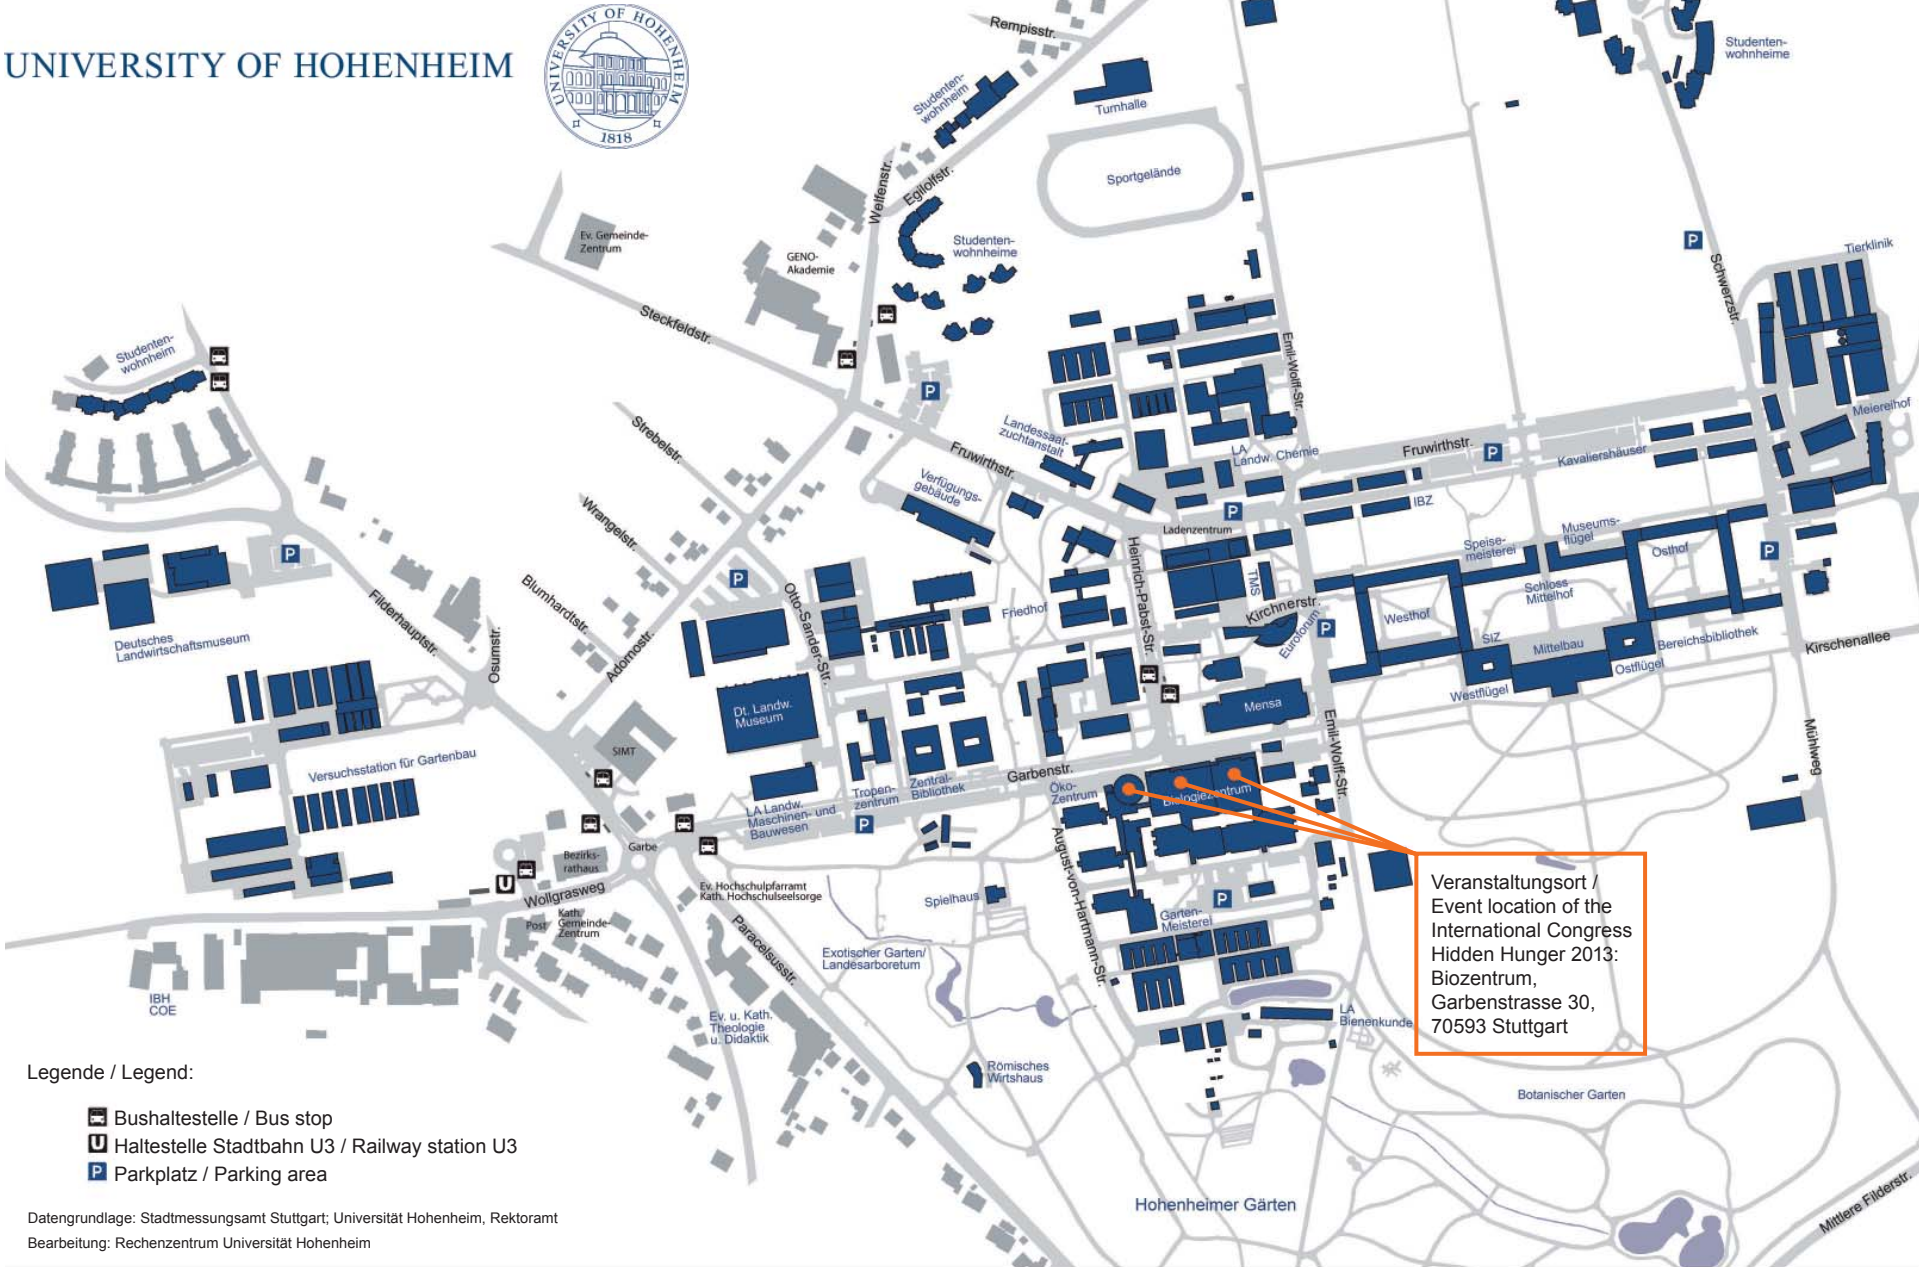 UNIVERSITY OF HOHENHEIM
UNIVERSITY OF HOHENHEIM
1818
Rempisstr.
Studenten-
wohnheim
Turnhalle
Studenten-
wohnheime
Sportgelände
Welfenstr.
Egilolfstr.
Ev. Gemeinde-
Zentrum
GENO-
Akademie
Studenten-
wohnheime
Tierklinik
Schwerzstr.
Steckfeldstr.
Studenten-
wohnheim
Emil-Wolff-Str.
P
P
Meiereihof
Strebelstr.
Landessaat-
zuchtanstalt
Fruwirthstr.
LA
Landw. Chemie
Fruwirthstr.
P
Kavaliershäuser
Verfügungs-
gebäude
IBZ
P
Ladenzentrum
Wrangelstr.
Speise-
meisterei
Museums-
flügel
Osthof
P
P
P
Heinrich-Pabst-Str.
TMS
Blumhardtstr.
Otto-Sander-Str.
Schloss
Mittelhof
Filderhauptstr.
Friedhof
Kirchnerstr.
Westhof
Euroforum
P
Deutsches
Landwirtschaftsmuseum
Osumstr.
Adornostr.
SIZ
Mittelbau
Bereichsbibliothek
Kirschenallee
Ostflügel
Westflügel
Dt. Landw.
Museum
Mensa
Emil-Wolff-Str.
Mühlweg
SIMT
Versuchsstation für Gartenbau
Garbenstr.
Öko-
Zentrum
Biologiezentrum
LA Landw.
Maschinen- und
Bauwesen
Tropen-
zentrum
Zentral-
Bibliothek
P
Garbe
Bezirks-
rathaus
U
Wollgrasweg
Ev. Hochschulpfarramt
Kath. Hochschulseelsorge
Spielhaus
August-von-Hartmann-Str.
P
Garten-
Meisterei
Post
Kath.
Gemeinde-
Zentrum
Paracelsusstr.
Exotischer Garten/
Landesarboretum
Veranstaltungsort /
Event location of the
International Congress
Hidden Hunger 2013:
Biozentrum,
Garbenstrasse 30,
70593 Stuttgart
IBH
COE
Ev. u. Kath.
Theologie
u. Didaktik
LA
Bienenkunde
Römisches
Wirtshaus
Botanischer Garten
Hohenheimer Gärten
Mittlere Filderstr.
Legende / Legend:
Bushaltestelle / Bus stop
U Haltestelle Stadtbahn U3 / Railway station U3
P Parkplatz / Parking area
Datengrundlage: Stadtmessungsamt Stuttgart; Universität Hohenheim, Rektoramt
Bearbeitung: Rechenzentrum Universität Hohenheim